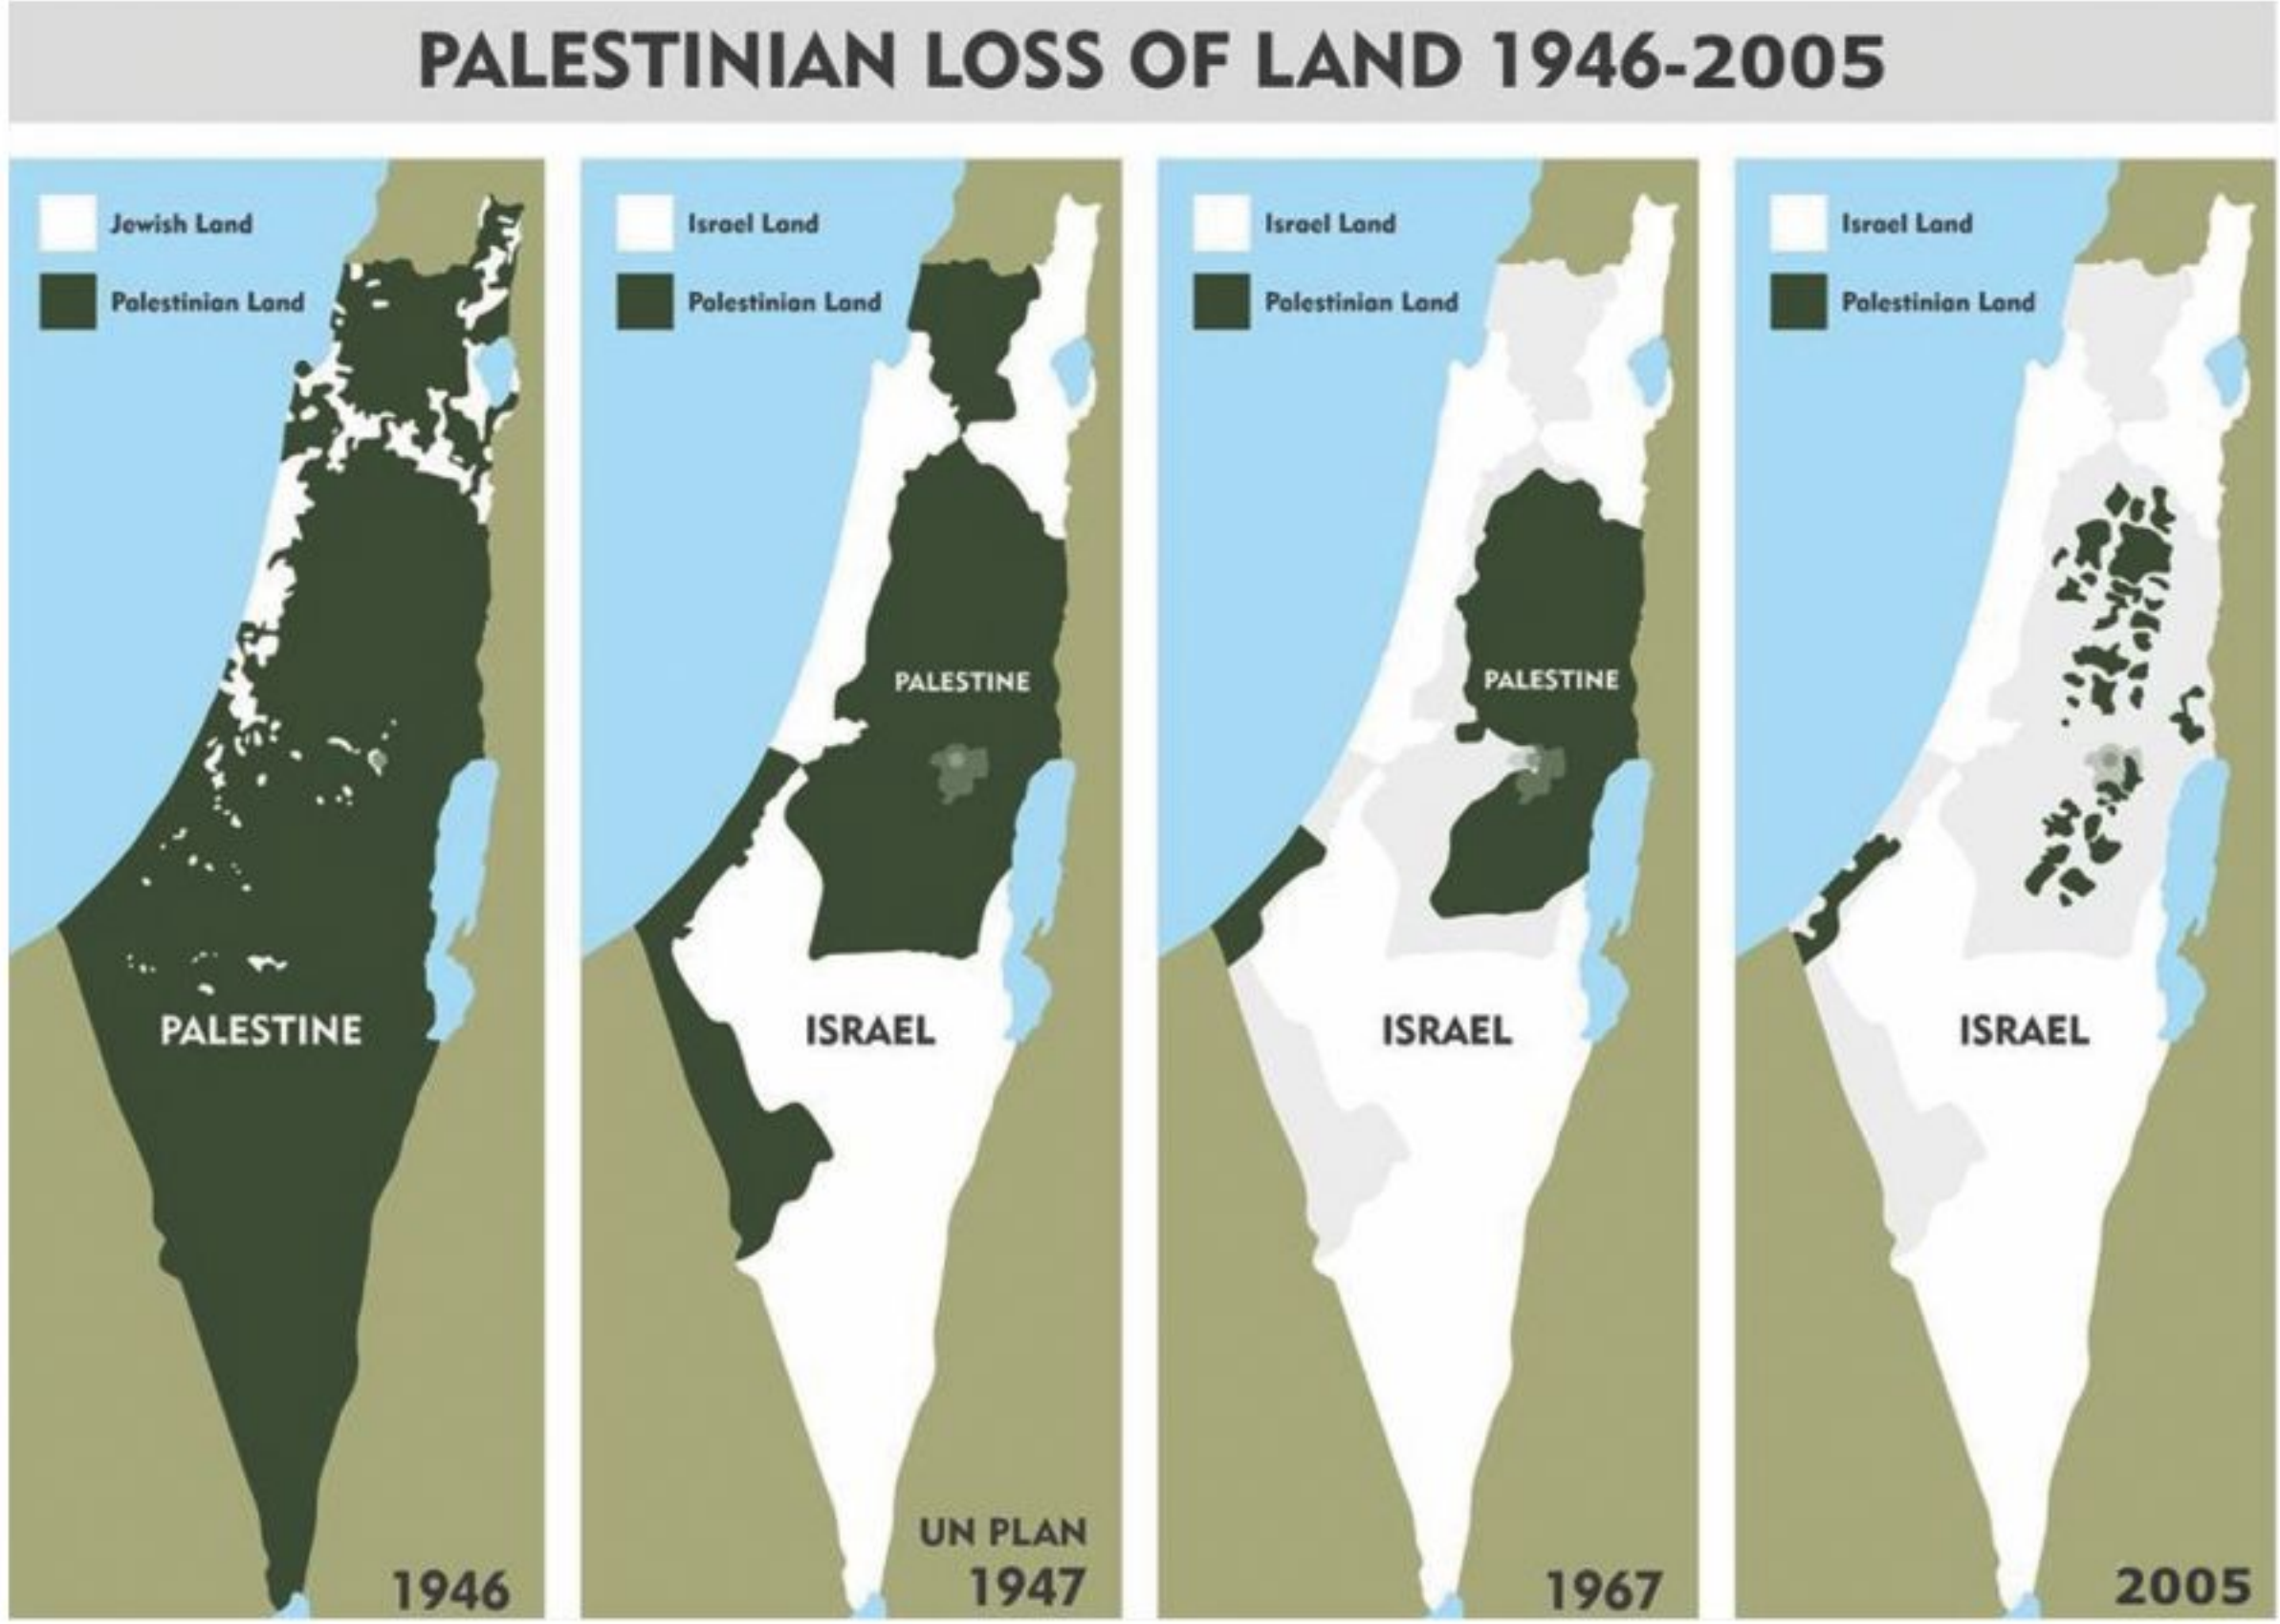 PALESTINIAN LOSS OF LAND 1946-2005
Jewish Land
Palestinian Land
PALESTINE
1946
Israel Land
Palestinian Land
PALESTINE
ISRAEL
UN PLAN
1947
Israel Land
Palestinian Land
PALESTINE
ISRAEL
1967
Israel Land
Palestinian Land
ISRAEL
2005